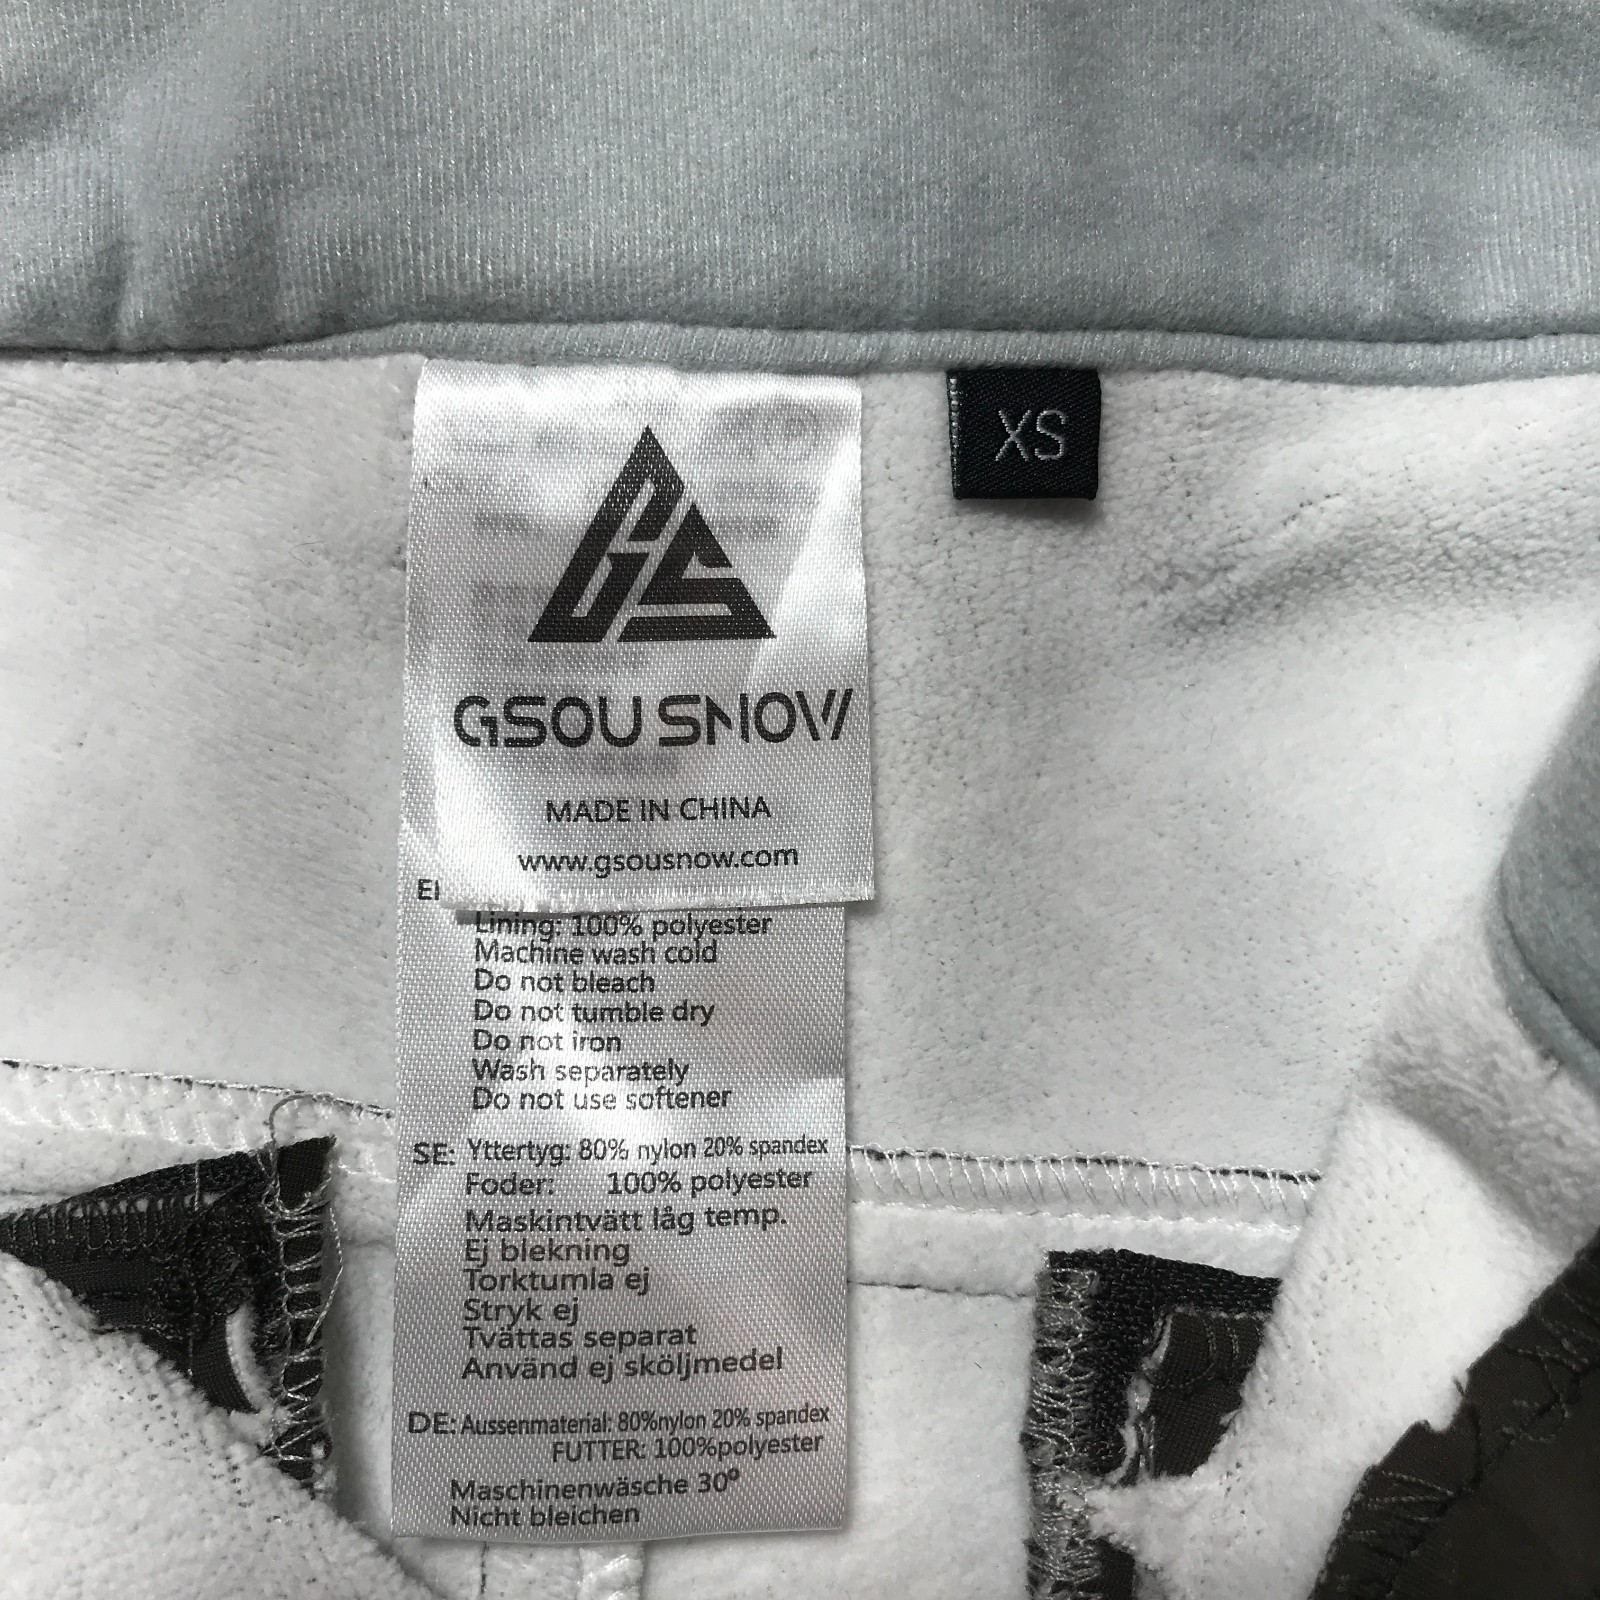 GS
XS
GSOU SNOW
MADE IN CHINA
www.gsousnow.com
Lining: 100% polyester
Machine wash cold
Do not bleach
Do not tumble dry
Do not iron
Wash separately
Do not use softener
SE: Yttertyg: 80% nylon 20% spandex
Foder: 100% polyester
Maskintvätt låg temp.
Ej blekning
Torktumla ej
Stryk ej
Tvättas separat
Använd ej sköljmedel
DE: Aussenmaterial: 80%nylon 20% spandex
FUTTER: 100%polyester
Maschinenwäsche 30°
Nicht bleichen